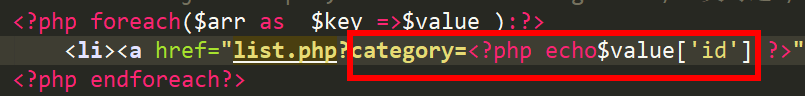 <?php foreach($arr as  $key =>$value ):?>
<li><a href="list.php?category=<?php echo$value['id'] ?>"
<?php endforeach?>